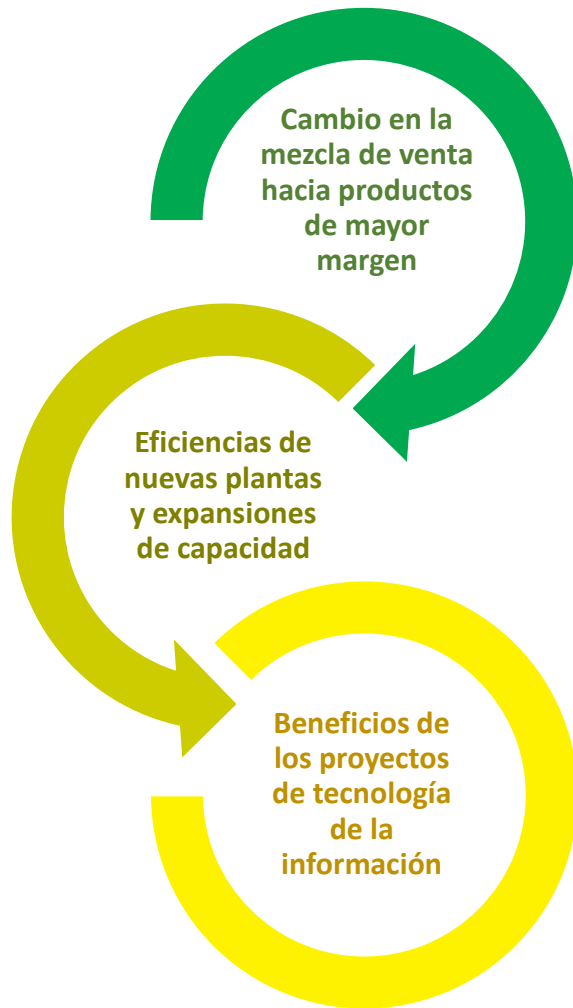 Cambio en la
mezcla de venta
hacia productos
de mayor
margen
Eficiencias de
nuevas plantas
y expansiones
de capacidad
Beneficios de
los proyectos
de tecnología
de la
información